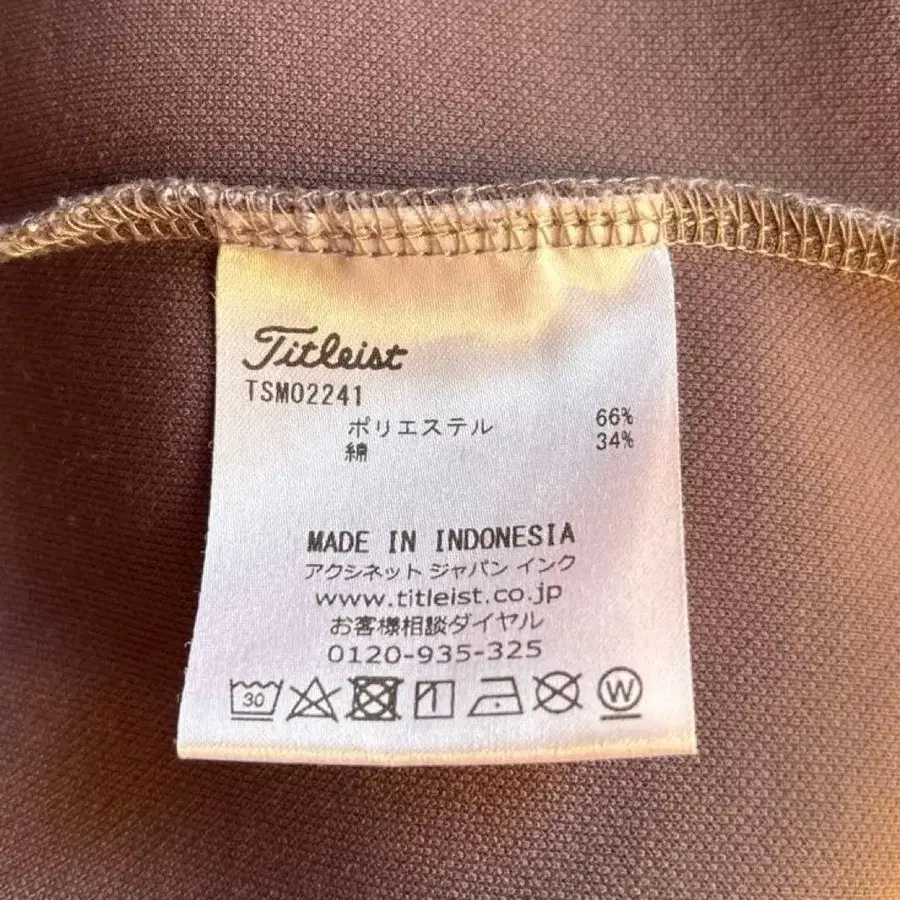 Titleist
TSM02241
ポリエステル 66%
綿 34%
MADE IN INDONESIA
アクシネット ジャパン インク
www.titleist.co.jp
お客様相談ダイヤル
0120-935-325
30 W